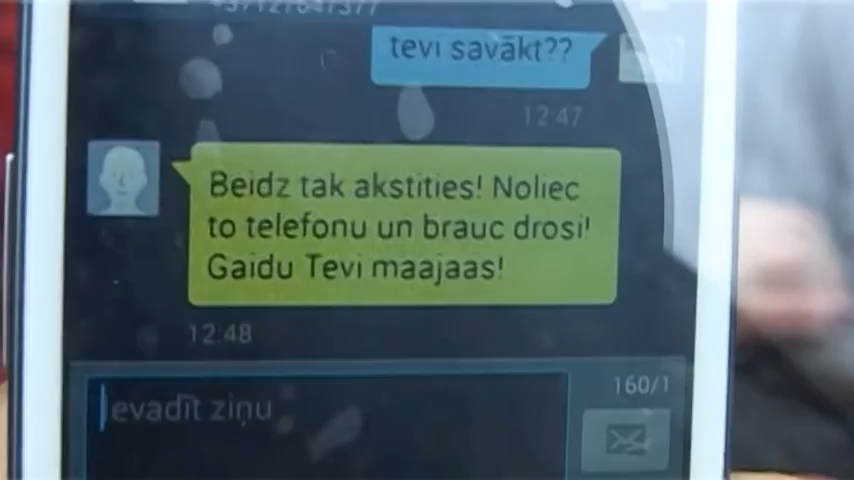 tevi savākt??
12:47
Beidz tak akstities! Noliec
to telefonu un brauc drosi!
Gaidu Tevi maajaas!
12:48
160/1
Ievadīt ziņu